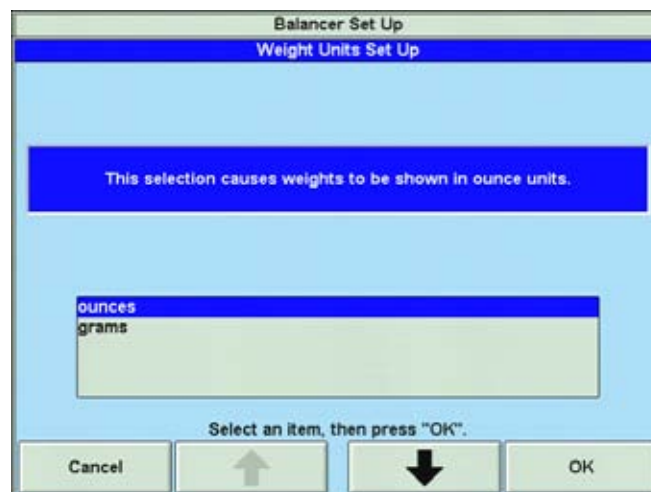 Balancer Set Up
Weight Units Set Up
This selection causes weights to be shown in ounce units.
ounces
grams
Select an item, then press "OK".
Cancel
OK